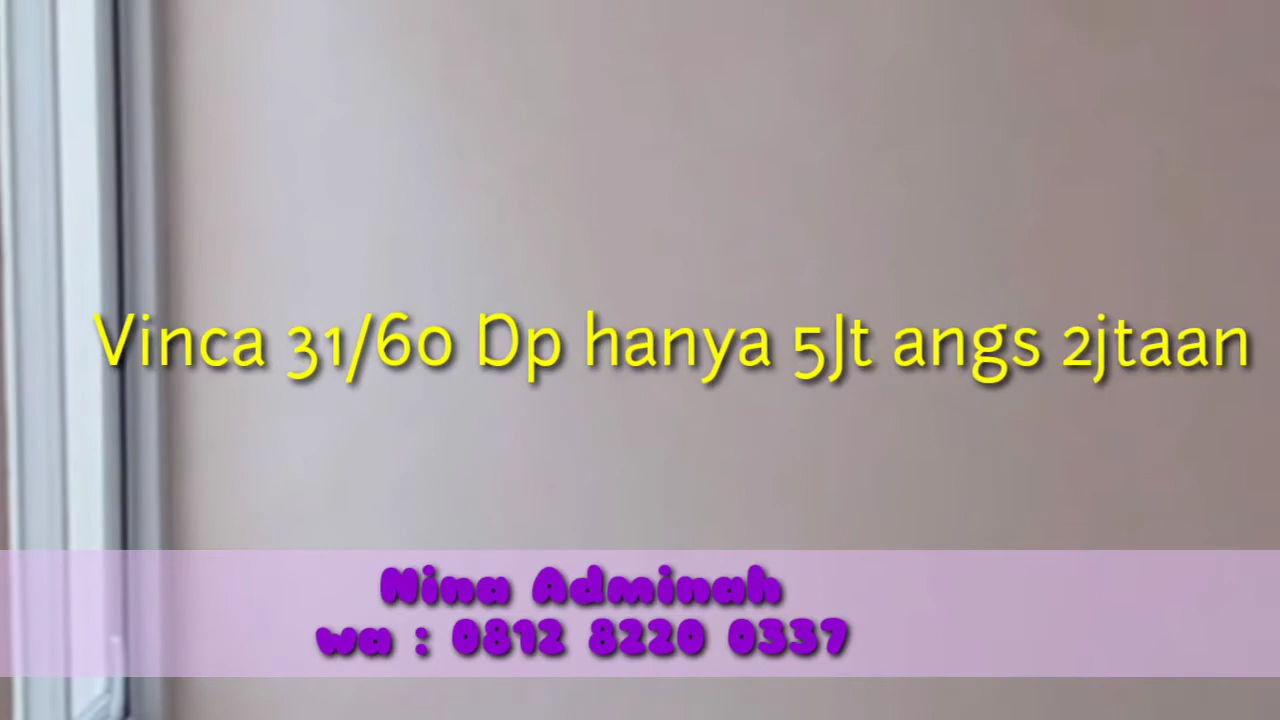 Vinca 31/60 Dp hanya 5Jt angs 2jtaan
Nina Adminah
wa : 0812 8220 0337